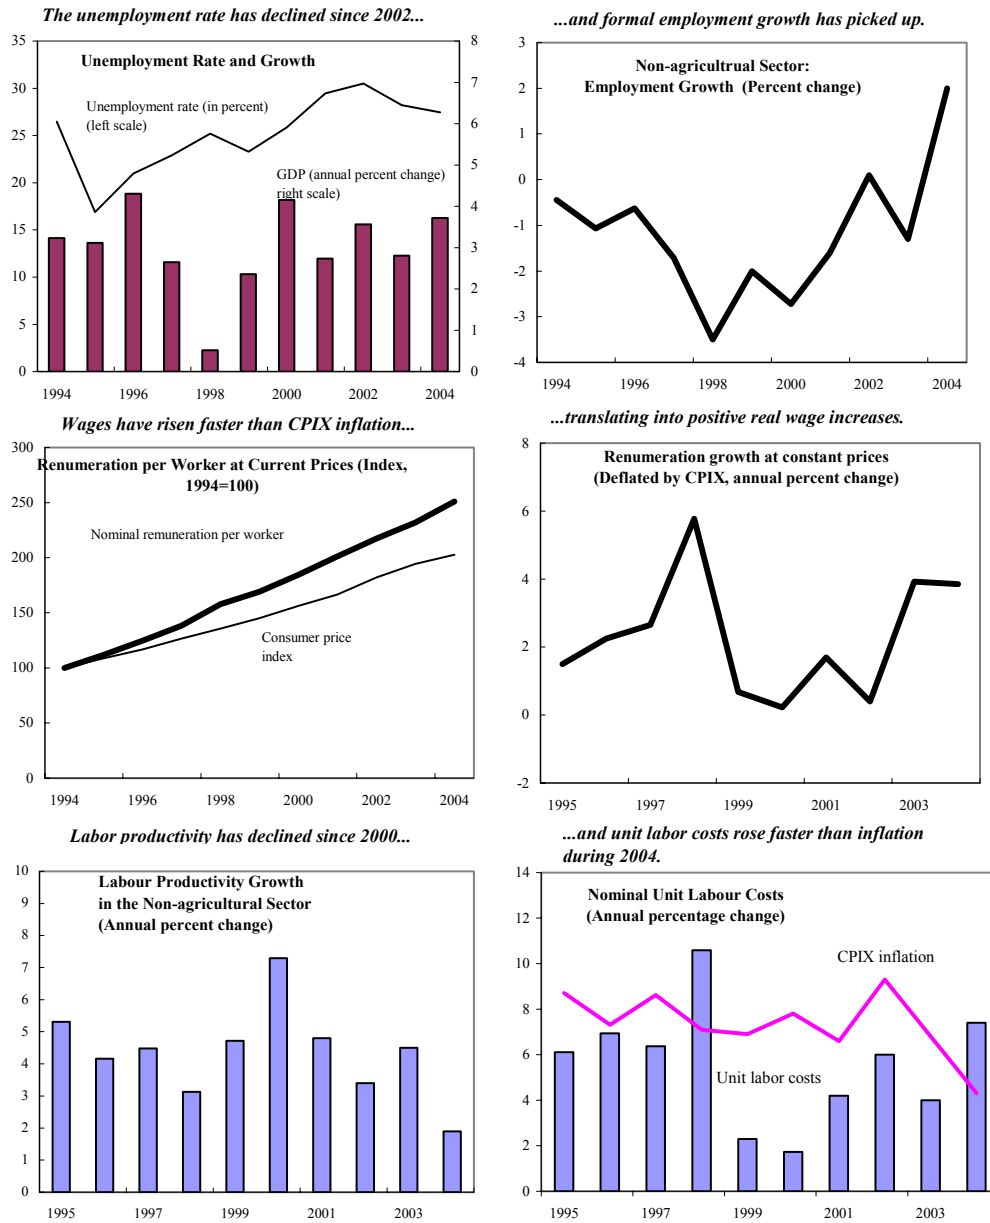 The unemployment rate has declined since 2002...
35
30
25
20
15
10
5
0
8
7
6
5
4
3
2
1
0
Unemployment Rate and Growth
Unemployment rate (in percent)
(left scale)
GDP (annual percent change)
right scale)
1994 1996 1998 2000 2002 2004
...and formal employment growth has picked up.
3
2
1
0
-1
-2
-3
-4
Non-agricultrual Sector:
Employment Growth (Percent change)
1994 1996 1998 2000 2002 2004
Wages have risen faster than CPIX inflation...
300
250
200
150
100
50
0
Renumeration per Worker at Current Prices (Index,
1994=100)
Nominal remuneration per worker
Consumer price
index
1994 1996 1998 2000 2002 2004
...translating into positive real wage increases.
8
6
4
2
0
-2
Renumeration growth at constant prices
(Deflated by CPIX, annual percent change)
1995 1997 1999 2001 2003
Labor productivity has declined since 2000...
10
9
8
7
6
5
4
3
2
1
0
Labour Productivity Growth
in the Non-agricultural Sector
(Annual percent change)
1995 1997 1999 2001 2003
...and unit labor costs rose faster than inflation
during 2004.
14
12
10
8
6
4
2
0
Nominal Unit Labour Costs
(Annual percentage change)
CPIX inflation
Unit labor costs
1995 1997 1999 2001 2003